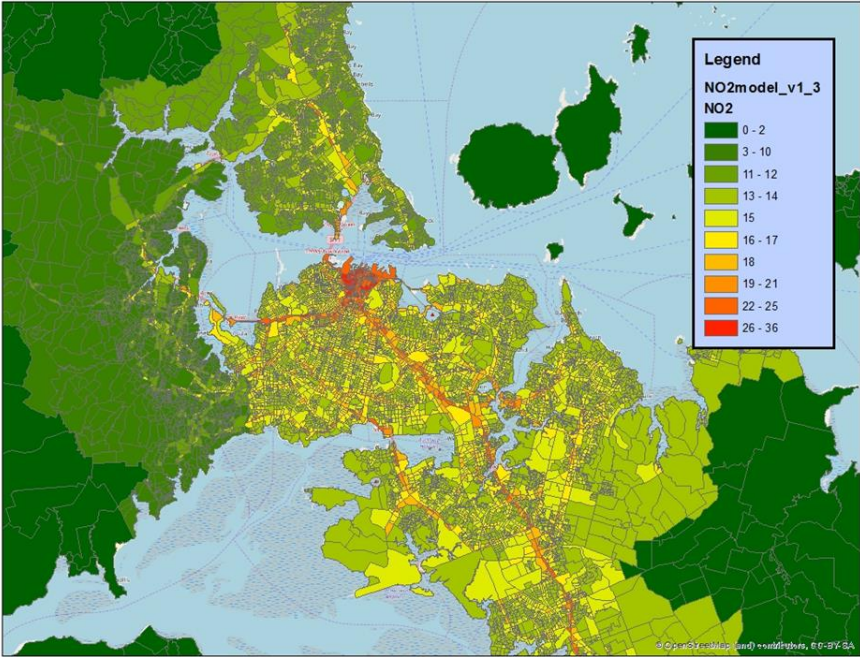 Legend
NO2model_v1_3
NO2
0 - 2
3 - 10
11 - 12
13 - 14
15
16 - 17
18
19 - 21
22 - 25
26 - 36
© OpenStreetMap (and) contributors, CC-BY-SA